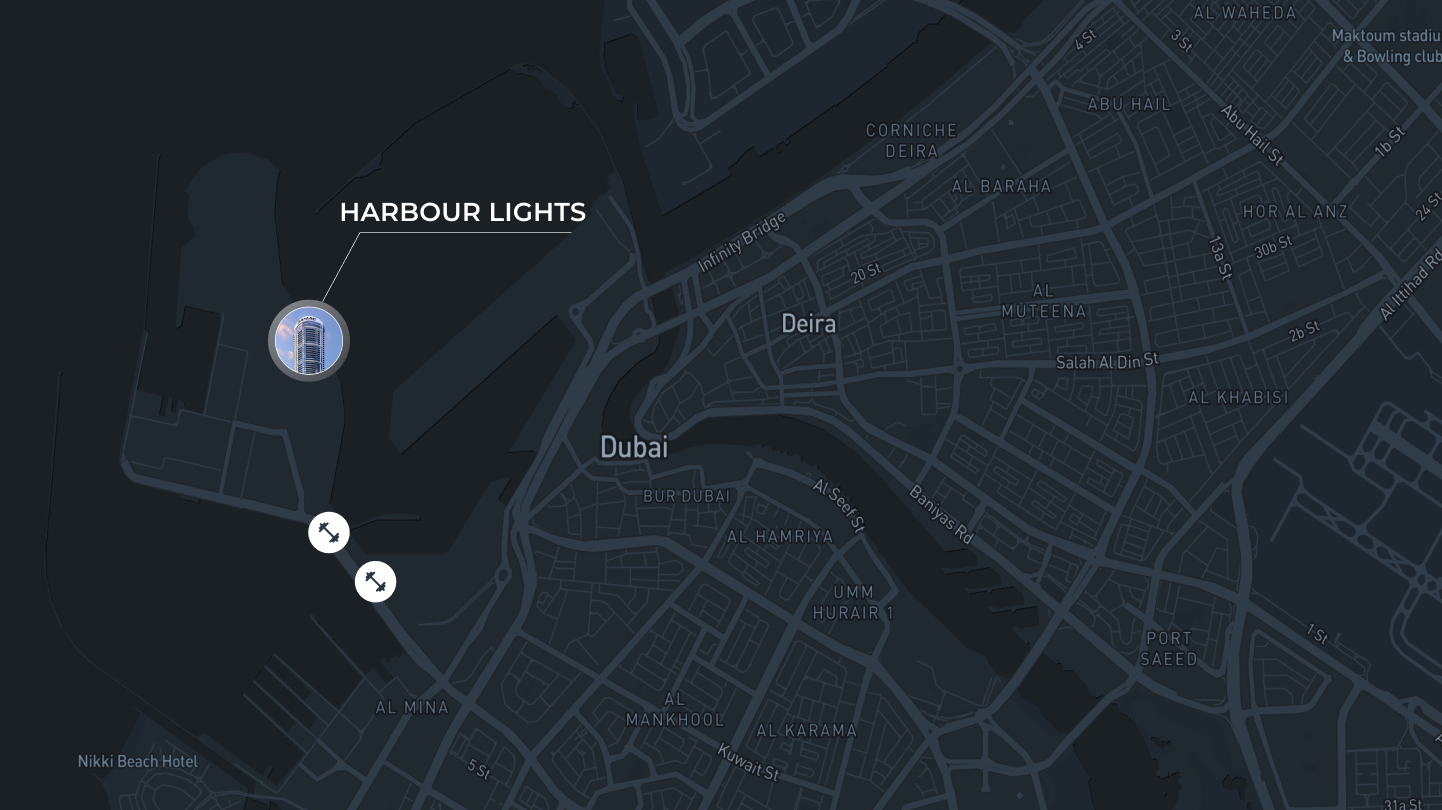 AL WAHEDA
4 St
3 St
Maktoum stadiu
& Bowling club
ABU HAIL
Abu Hail St
CORNICHE
DEIRA
1b St
AL BARAHA
HARBOUR LIGHTS
HOR AL ANZ
24 St
Infinity Bridge
13a St
30b St
20 St
Al Ittihad Rd
AL
MUTEENA
Deira
2b St
Salah Al Din St
AL KHABISI
Dubai
BUR DUBAI
Al Seef St
Baniyas Rd
AL HAMRIYA
UMM
HURAIR 1
1 St
PORT
SAEED
AL MINA
AL
MANKHOOL
AL KARAMA
Nikki Beach Hotel
Kuwait St
5 St
31a St